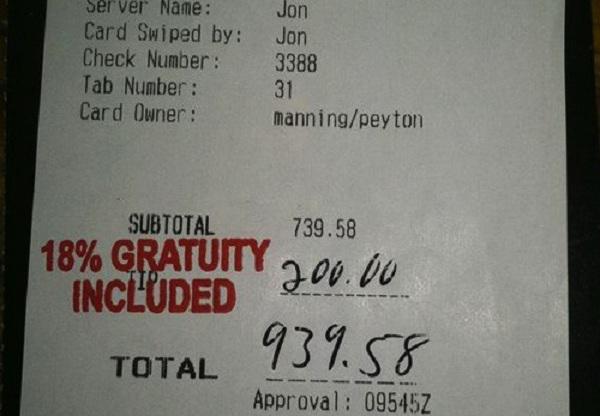 Server Name: Jon
Card Swiped by: Jon
Check Number: 3388
Tab Number: 31
Card Owner: manning/peyton
SUBTOTAL 739.58
18% GRATUITY
TIP 200.00
INCLUDED
TOTAL 939.58
Approval: 09545Z